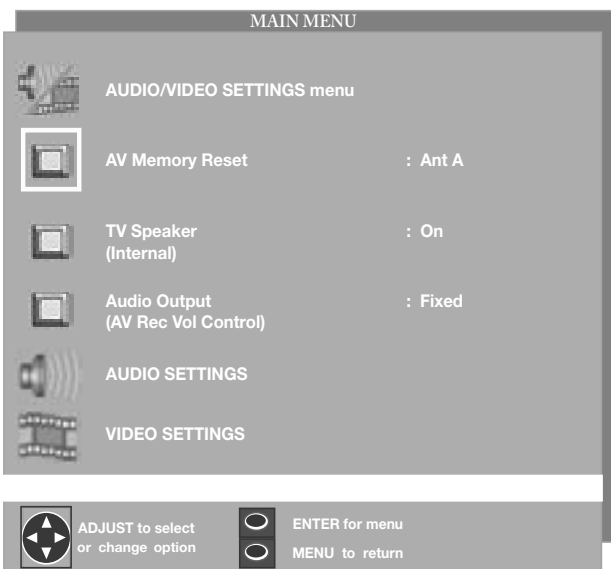 MAIN MENU
AUDIO/VIDEO SETTINGS menu
AV Memory Reset : Ant A
TV Speaker : On
(Internal)
Audio Output : Fixed
(AV Rec Vol Control)
AUDIO SETTINGS
VIDEO SETTINGS
ADJUST to select
or change option
ENTER for menu
MENU to return